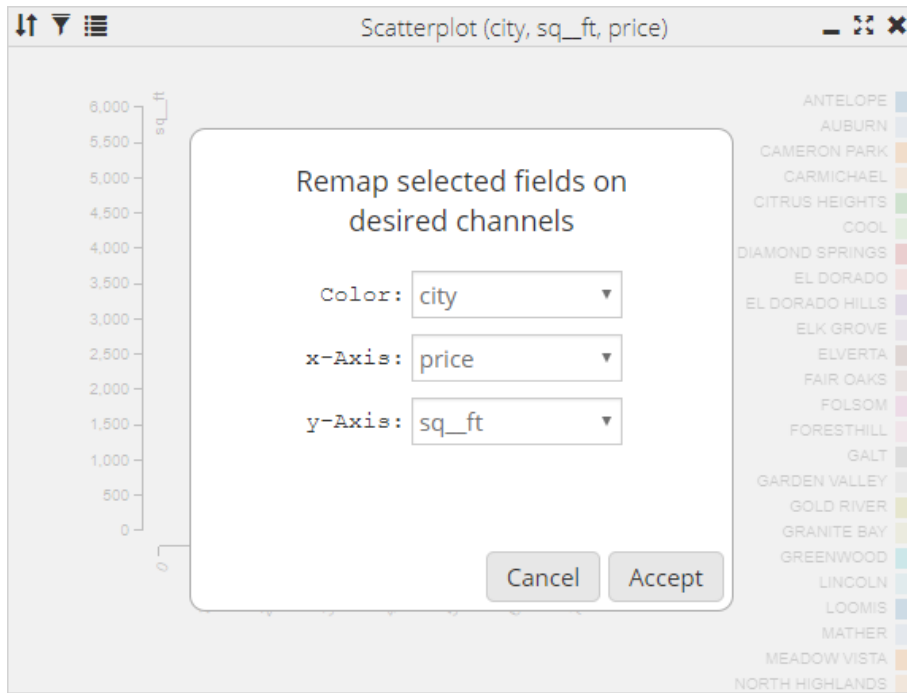 Scatterplot (city, sq__ft, price)
sq__ft
6,000
5,500
5,000
4,500
4,000
3,500
3,000
2,500
2,000
1,500
1,000
500
0
0
Remap selected fields on
desired channels
Color: city
x-Axis: price
y-Axis: sq__ft
Cancel Accept
ANTELOPE
AUBURN
CAMERON PARK
CARMICHAEL
CITRUS HEIGHTS
COOL
DIAMOND SPRINGS
EL DORADO
EL DORADO HILLS
ELK GROVE
ELVERTA
FAIR OAKS
FOLSOM
FORESTHILL
GALT
GARDEN VALLEY
GOLD RIVER
GRANITE BAY
GREENWOOD
LINCOLN
LOOMIS
MATHER
MEADOW VISTA
NORTH HIGHLANDS